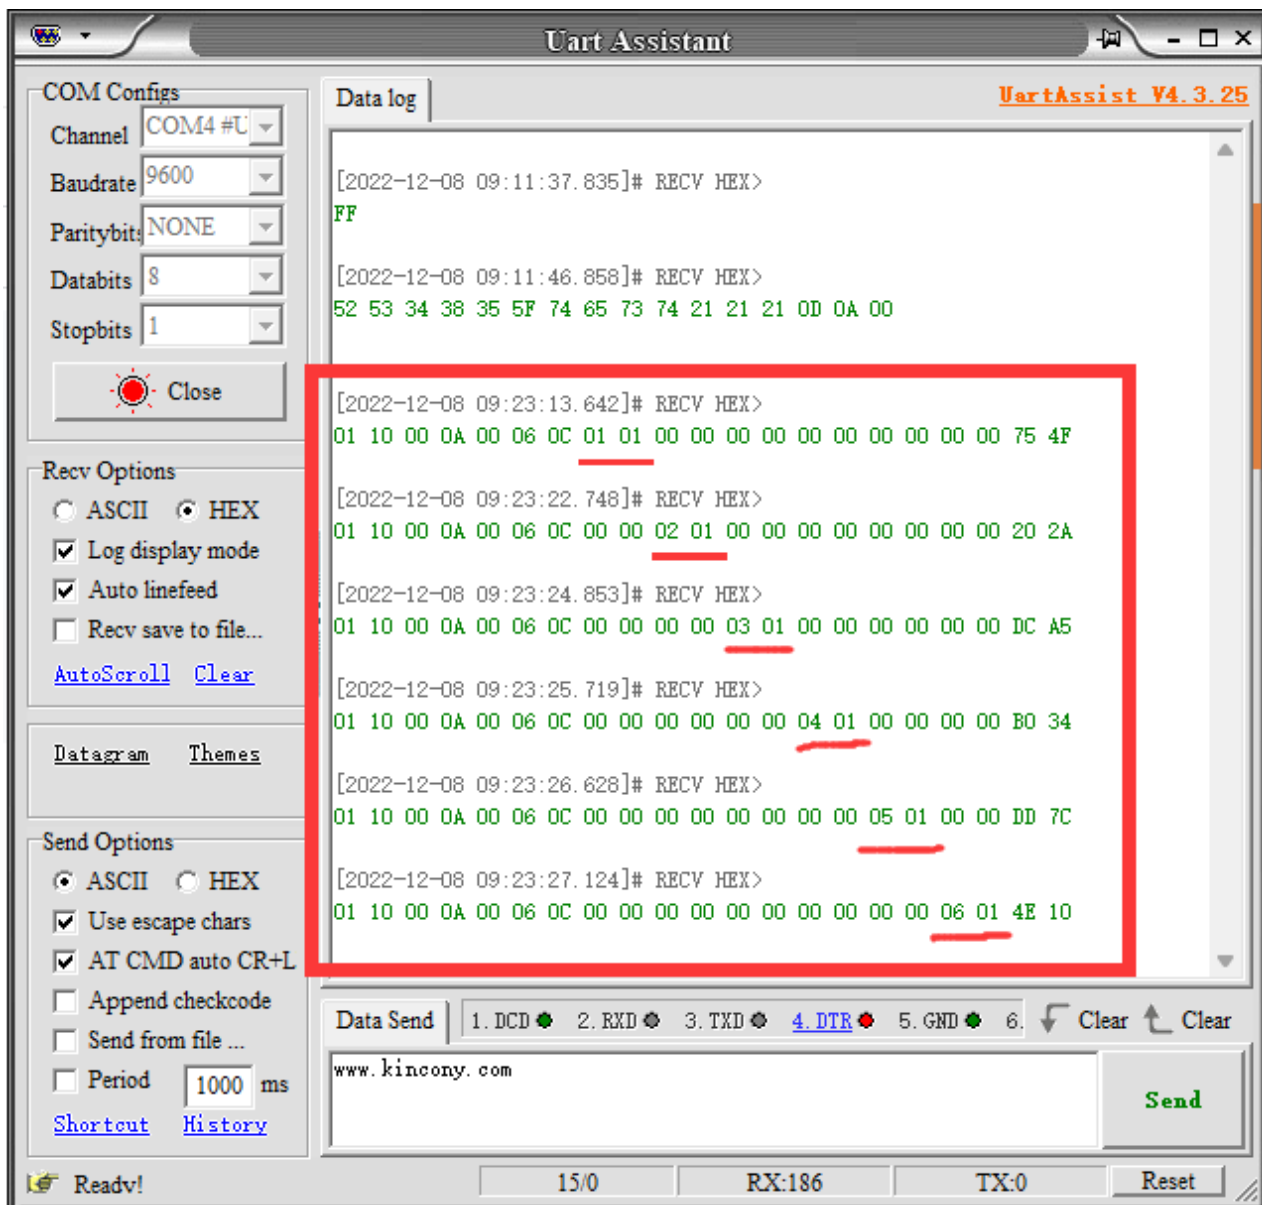 Uart Assistant
COM Configs
Channel COM4 #U
Baudrate 9600
Paritybits NONE
Databits 8
Stopbits 1
Close
Recv Options
ASCII HEX
Log display mode
Auto linefeed
Recv save to file...
AutoScroll Clear
Datagram Themes
Send Options
ASCII HEX
Use escape chars
AT CMD auto CR+L
Append checkcode
Send from file ...
Period 1000 ms
Shortcut History
Data log UartAssist V4.3.25
[2022-12-08 09:11:37.835]# RECV HEX>
FF
[2022-12-08 09:11:46.858]# RECV HEX>
52 53 34 38 35 5F 74 65 73 74 21 21 21 0D 0A 00
[2022-12-08 09:23:13.642]# RECV HEX>
01 10 00 0A 00 06 0C 01 01 00 00 00 00 00 00 00 00 00 00 75 4F
[2022-12-08 09:23:22.748]# RECV HEX>
01 10 00 0A 00 06 0C 00 00 02 01 00 00 00 00 00 00 00 00 20 2A
[2022-12-08 09:23:24.853]# RECV HEX>
01 10 00 0A 00 06 0C 00 00 00 00 03 01 00 00 00 00 00 00 DC A5
[2022-12-08 09:23:25.719]# RECV HEX>
01 10 00 0A 00 06 0C 00 00 00 00 00 00 04 01 00 00 00 00 B0 34
[2022-12-08 09:23:26.628]# RECV HEX>
01 10 00 0A 00 06 0C 00 00 00 00 00 00 00 00 05 01 00 00 DD 7C
[2022-12-08 09:23:27.124]# RECV HEX>
01 10 00 0A 00 06 0C 00 00 00 00 00 00 00 00 00 00 06 01 4E 10
Data Send 1. DCD 2. RXD 3. TXD 4. DTR 5. GND 6. Clear Clear
www.kincony.com
Send
Ready! 15/0 RX:186 TX:0 Reset